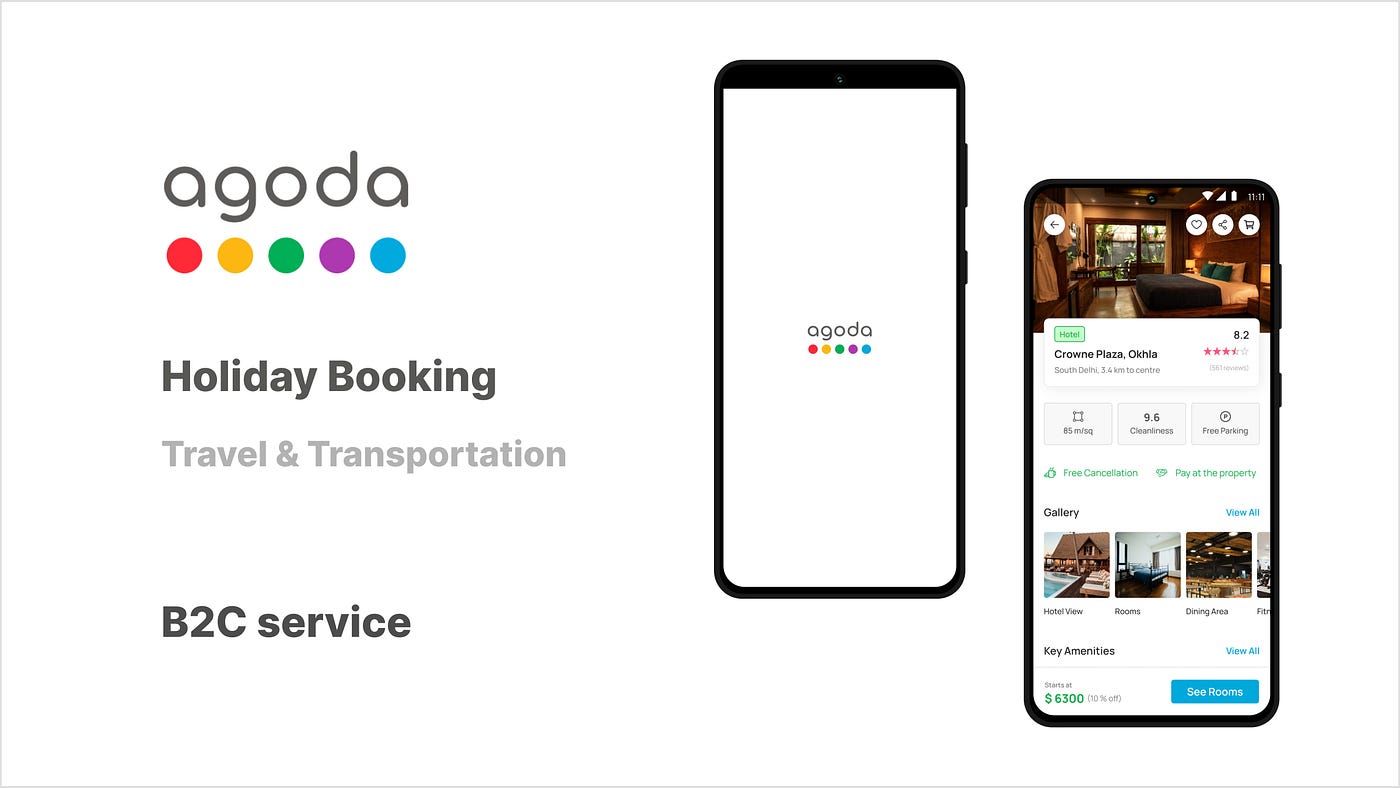 agoda
Holiday Booking
Travel & Transportation
B2C service
agoda
11:11
Hotel
8.2
Crowne Plaza, Okhla
South Delhi, 3.4 km to centre
(561 reviews)
85 m/sq
9.6
Cleanliness
P
Free Parking
Free Cancellation
Pay at the property
Gallery
View All
Hotel View
Rooms
Dining Area
Fitn
Key Amenities
View All
Starts at
$ 6300 (10 % off)
See Rooms